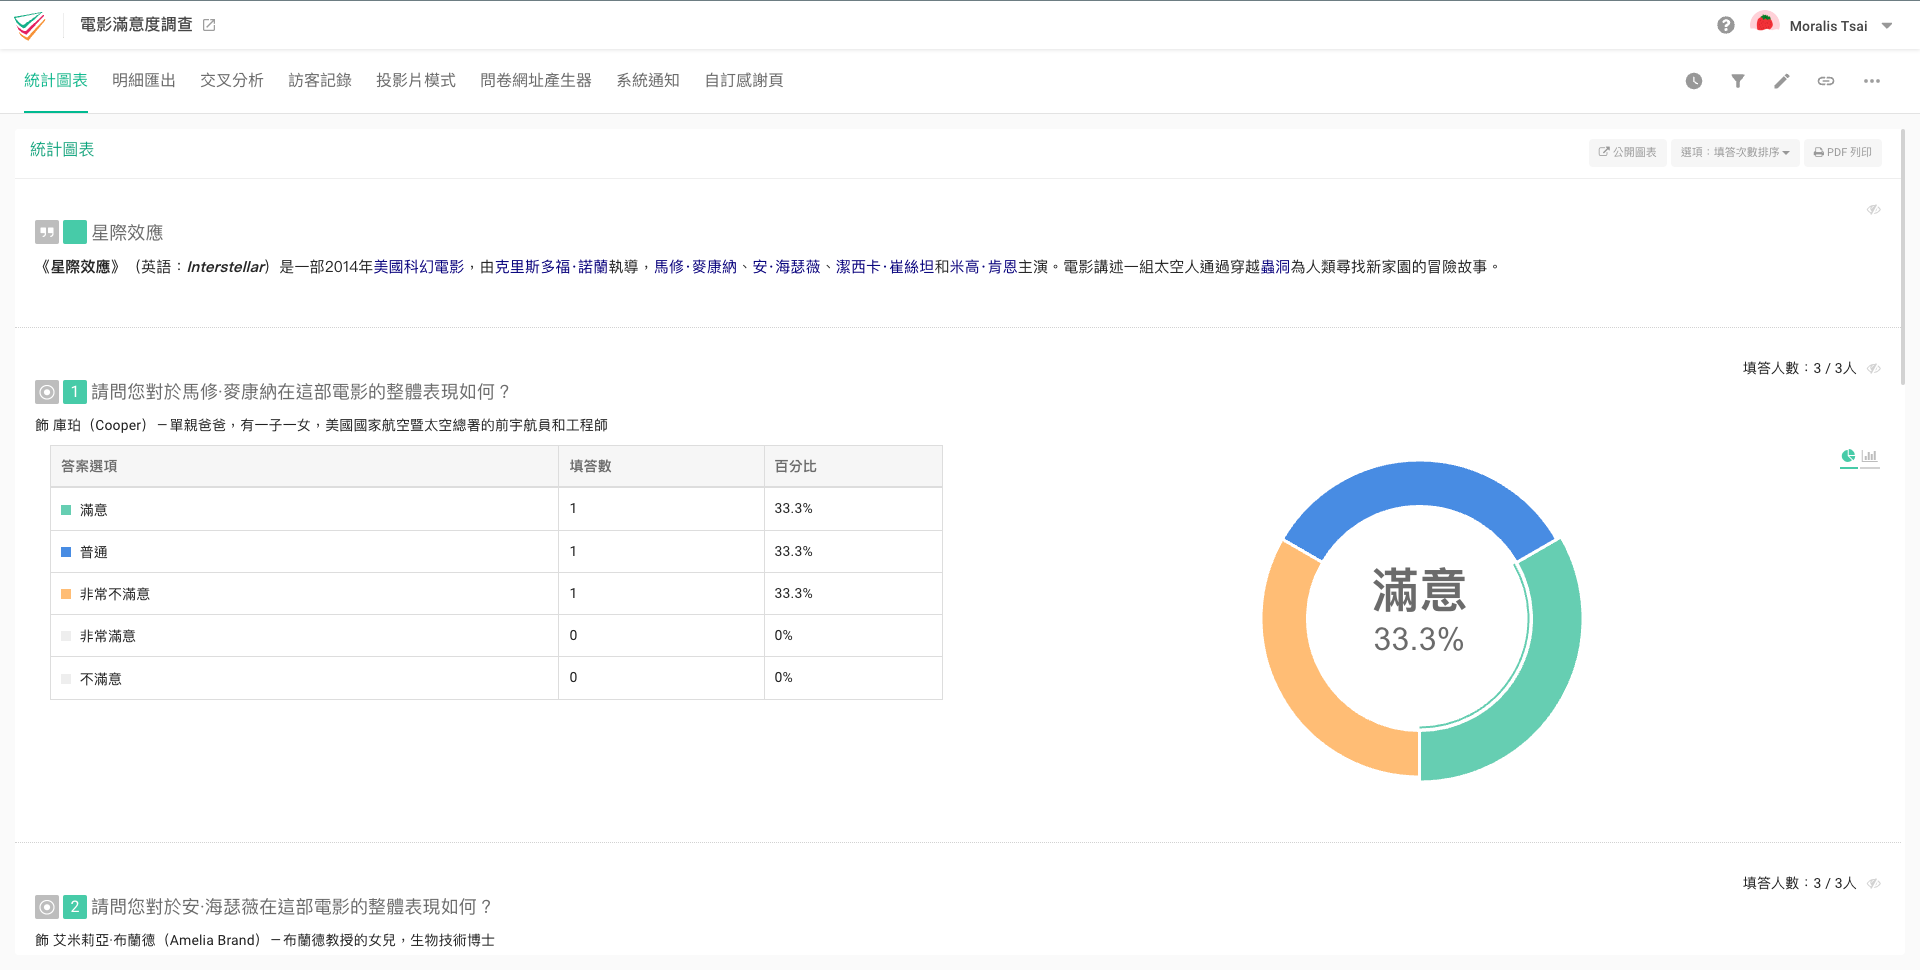 電影滿意度調查
Moralis Tsai
統計圖表 明細匯出 交叉分析 訪客記錄 投影片模式 問卷網址產生器 系統通知 自訂感謝頁
統計圖表
公開圖表 選項：填答次數排序 PDF 列印
星際效應
《星際效應》（英語：Interstellar）是一部2014年美國科幻電影，由克里斯多福·諾蘭執導，馬修·麥康納、安·海瑟薇、潔西卡·崔絲坦和米高·肯恩主演。電影講述一組太空人通過穿越蟲洞為人類尋找新家園的冒險故事。
填答人數：3 / 3人
1 請問您對於馬修·麥康納在這部電影的整體表現如何？
飾 庫珀（Cooper）－單親爸爸，有一子一女，美國國家航空暨太空總署的前宇航員和工程師
答案選項 填答數 百分比
滿意 1 33.3%
普通 1 33.3%
非常不滿意 1 33.3%
非常滿意 0 0%
不滿意 0 0%
滿意
33.3%
填答人數：3 / 3人
2 請問您對於安·海瑟薇在這部電影的整體表現如何？
飾 艾米莉亞·布蘭德（Amelia Brand）－布蘭德教授的女兒，生物技術博士